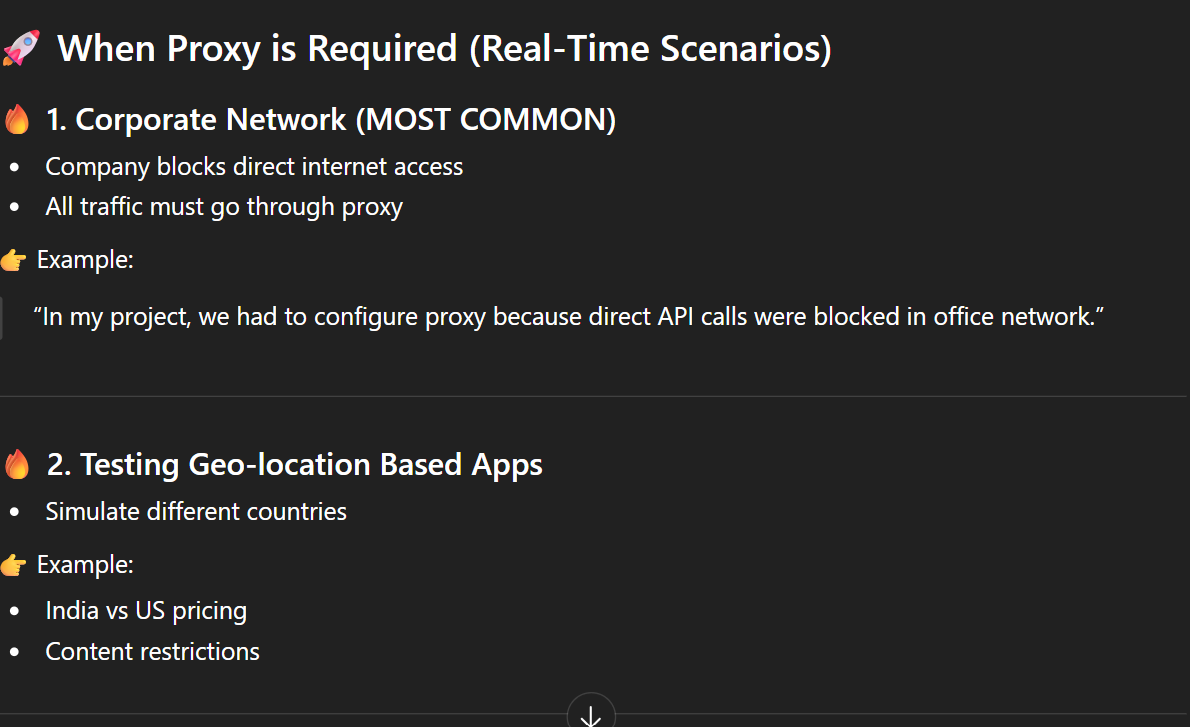 🚀 When Proxy is Required (Real-Time Scenarios)
🔥 1. Corporate Network (MOST COMMON)
• Company blocks direct internet access
• All traffic must go through proxy
👉 Example:
“In my project, we had to configure proxy because direct API calls were blocked in office network.”
🔥 2. Testing Geo-location Based Apps
• Simulate different countries
👉 Example:
• India vs US pricing
• Content restrictions